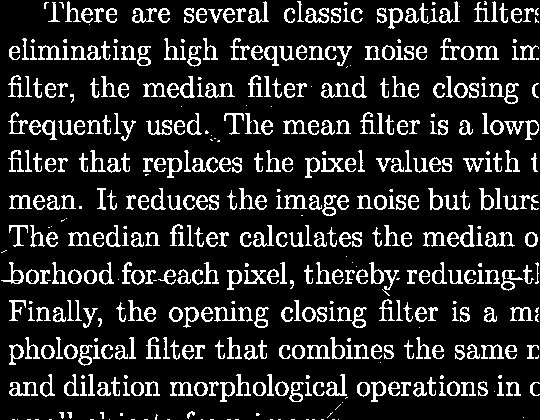 There are several classic spatial filters
eliminating high frequency noise from im
filter, the median filter and the closing o
frequently used. The mean filter is a lowp
filter that replaces the pixel values with t
mean. It reduces the image noise but blurs
The median filter calculates the median o
borhood for each pixel, thereby reducing t
Finally, the opening closing filter is a ma
phological filter that combines the same
and dilation morphological operations in
small objects from